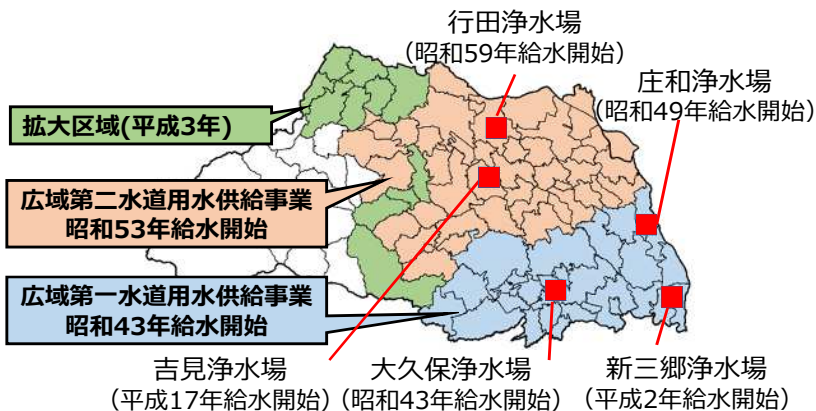 行田浄水場
（昭和59年給水開始）
庄和浄水場
（昭和49年給水開始）
拡大区域(平成3年)
広域第二水道用水供給事業
昭和53年給水開始
広域第一水道用水供給事業
昭和43年給水開始
吉見浄水場
（平成17年給水開始）
大久保浄水場
（昭和43年給水開始）
新三郷浄水場
（平成2年給水開始）